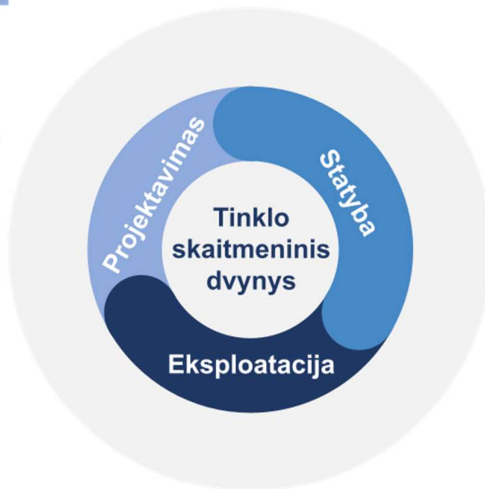 Projektavimas
Statyba
Tinklo
skaitmeninis
dvynys
Eksploatacija